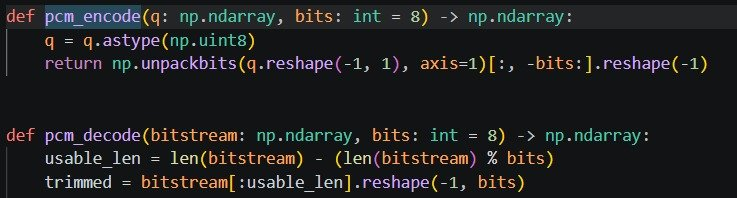 def pcm_encode(q: np.ndarray, bits: int = 8) -> np.ndarray:
    q = q.astype(np.uint8)
    return np.unpackbits(q.reshape(-1, 1), axis=1)[:, -bits:].reshape(-1)
def pcm_decode(bitstream: np.ndarray, bits: int = 8) -> np.ndarray:
    usable_len = len(bitstream) - (len(bitstream) % bits)
    trimmed = bitstream[:usable_len].reshape(-1, bits)